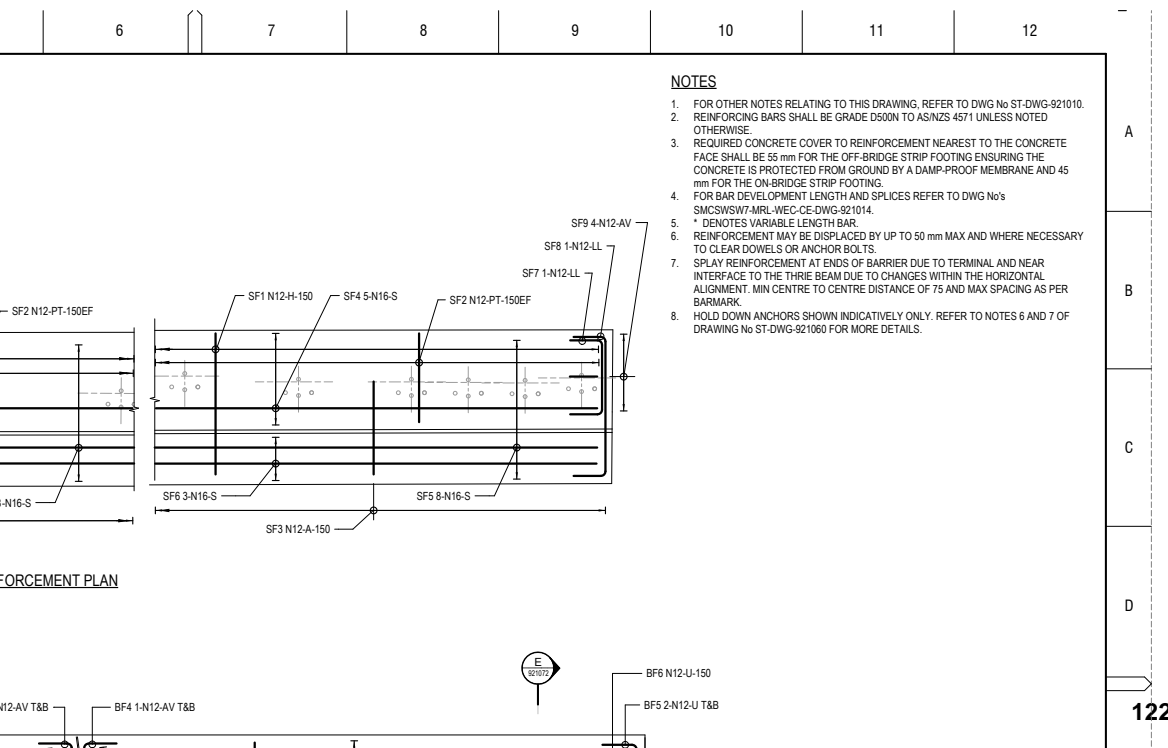 6 7 8 9 10 11 12
NOTES
1. FOR OTHER NOTES RELATING TO THIS DRAWING, REFER TO DWG No ST-DWG-921010.
2. REINFORCING BARS SHALL BE GRADE D500N TO AS/NZS 4571 UNLESS NOTED
OTHERWISE.
3. REQUIRED CONCRETE COVER TO REINFORCEMENT NEAREST TO THE CONCRETE
FACE SHALL BE 55 mm FOR THE OFF-BRIDGE STRIP FOOTING ENSURING THE
CONCRETE IS PROTECTED FROM GROUND BY A DAMP-PROOF MEMBRANE AND 45
mm FOR THE ON-BRIDGE STRIP FOOTING.
4. FOR BAR DEVELOPMENT LENGTH AND SPLICES REFER TO DWG No's
SMCSWSW7-MRL-WEC-CE-DWG-921014.
5. * DENOTES VARIABLE LENGTH BAR.
6. REINFORCEMENT MAY BE DISPLACED BY UP TO 50 mm MAX AND WHERE NECESSARY
TO CLEAR DOWELS OR ANCHOR BOLTS.
7. SPLAY REINFORCEMENT AT ENDS OF BARRIER DUE TO TERMINAL AND NEAR
INTERFACE TO THE THRIE BEAM DUE TO CHANGES WITHIN THE HORIZONTAL
ALIGNMENT. MIN CENTRE TO CENTRE DISTANCE OF 75 AND MAX SPACING AS PER
BARMARK.
8. HOLD DOWN ANCHORS SHOWN INDICATIVELY ONLY. REFER TO NOTES 6 AND 7 OF
DRAWING No ST-DWG-921060 FOR MORE DETAILS.
A
B
C
D
SF9 4-N12-AV
SF8 1-N12-LL
SF7 1-N12-LL
SF2 N12-PT-150EF
SF1 N12-H-150
SF4 5-N16-S
SF2 N12-PT-150EF
-N16-S
SF6 3-N16-S
SF5 8-N16-S
SF3 N12-A-150
FORCEMENT PLAN
E
921072
BF6 N12-U-150
N12-AV T&B
BF4 1-N12-AV T&B
BF5 2-N12-U T&B
122